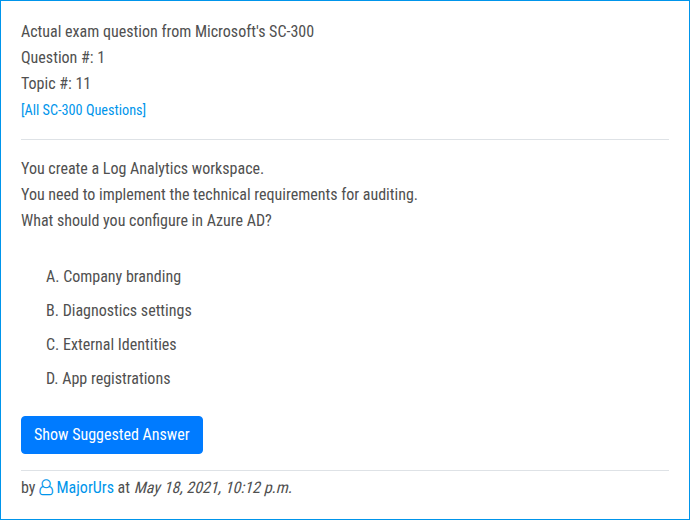 Actual exam question from Microsoft's SC-300
Question #: 1
Topic #: 11
[All SC-300 Questions]
You create a Log Analytics workspace.
You need to implement the technical requirements for auditing.
What should you configure in Azure AD?
A. Company branding
B. Diagnostics settings
C. External Identities
D. App registrations
Show Suggested Answer
by MajorUrs at May 18, 2021, 10:12 p.m.